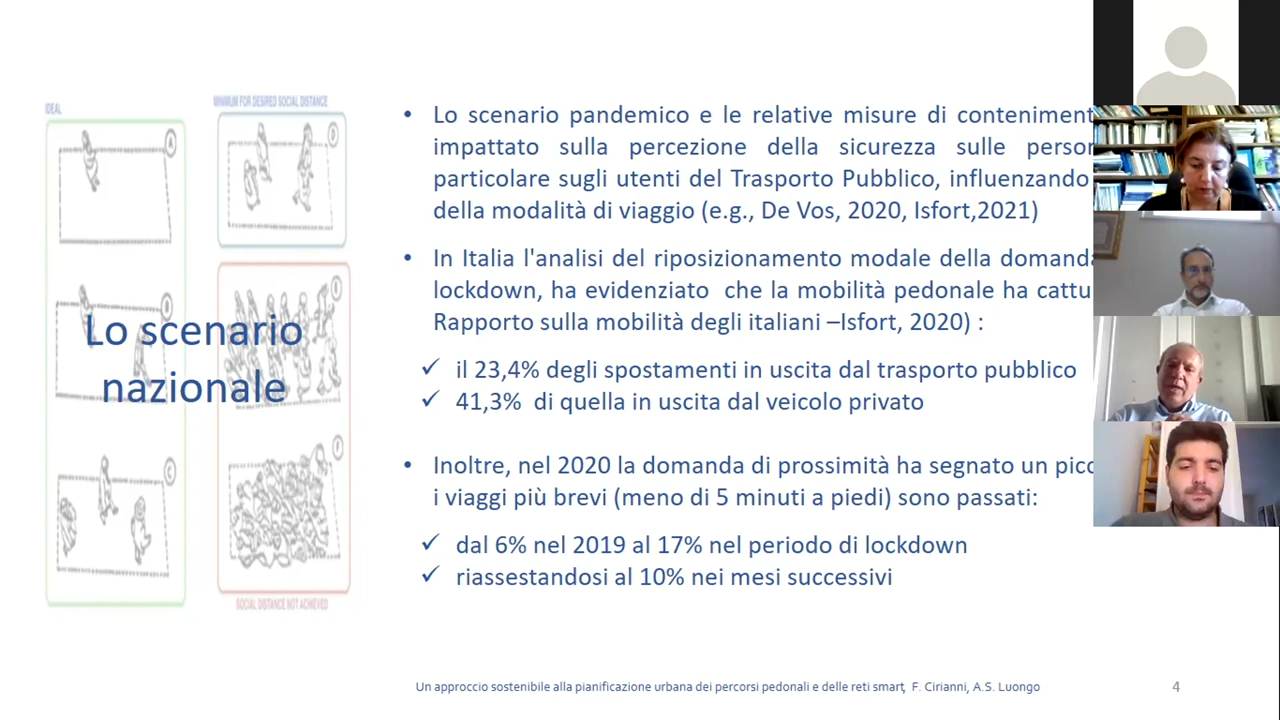 IDEAL
MINIMUM FOR DESIRED SOCIAL DISTANCE
A
D
B
E
C
F
SOCIAL DISTANCE NOT ACHIEVED
Lo scenario
nazionale
• Lo scenario pandemico e le relative misure di conteniment
impattato sulla percezione della sicurezza sulle person
particolare sugli utenti del Trasporto Pubblico, influenzando
della modalità di viaggio (e.g., De Vos, 2020, Isfort,2021)
• In Italia l'analisi del riposizionamento modale della domanda
lockdown, ha evidenziato che la mobilità pedonale ha cattu
Rapporto sulla mobilità degli italiani –Isfort, 2020) :
✓ il 23,4% degli spostamenti in uscita dal trasporto pubblico
✓ 41,3% di quella in uscita dal veicolo privato
• Inoltre, nel 2020 la domanda di prossimità ha segnato un picc
i viaggi più brevi (meno di 5 minuti a piedi) sono passati:
✓ dal 6% nel 2019 al 17% nel periodo di lockdown
✓ riassestandosi al 10% nei mesi successivi
Un approccio sostenibile alla pianificazione urbana dei percorsi pedonali e delle reti smart, F. Cirianni, A.S. Luongo
4